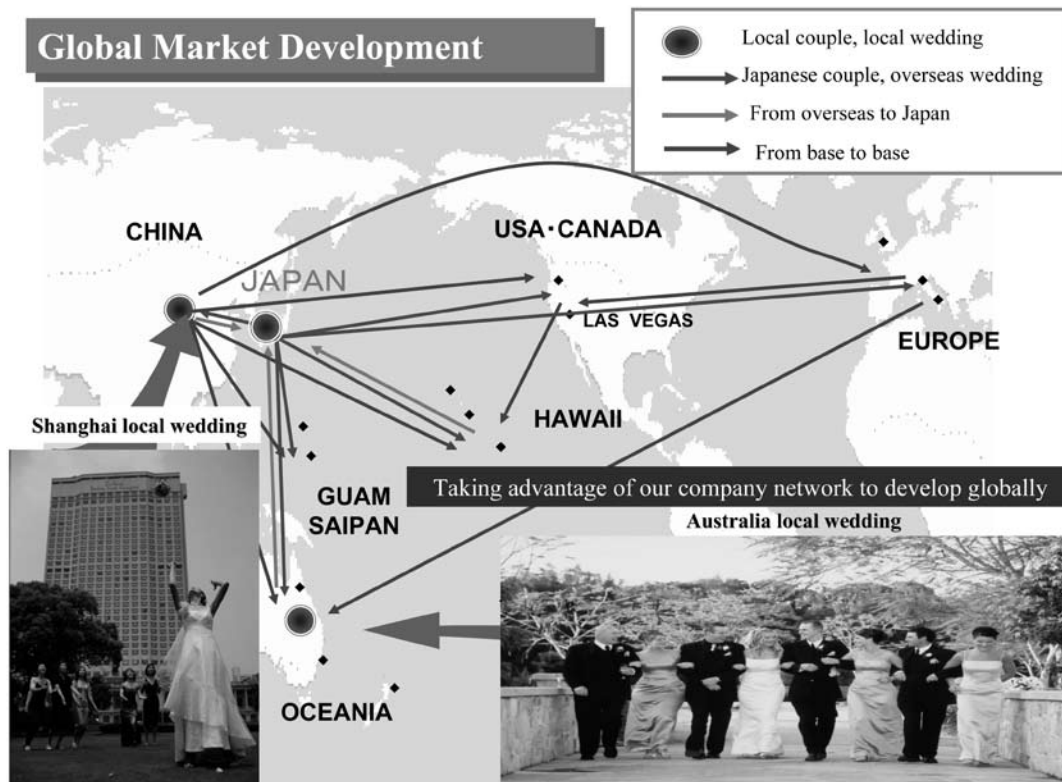 Global Market Development
Local couple, local wedding
Japanese couple, overseas wedding
From overseas to Japan
From base to base
CHINA
JAPAN
USA・CANADA
LAS VEGAS
EUROPE
HAWAII
Shanghai local wedding
GUAM
SAIPAN
Taking advantage of our company network to develop globally
Australia local wedding
OCEANIA